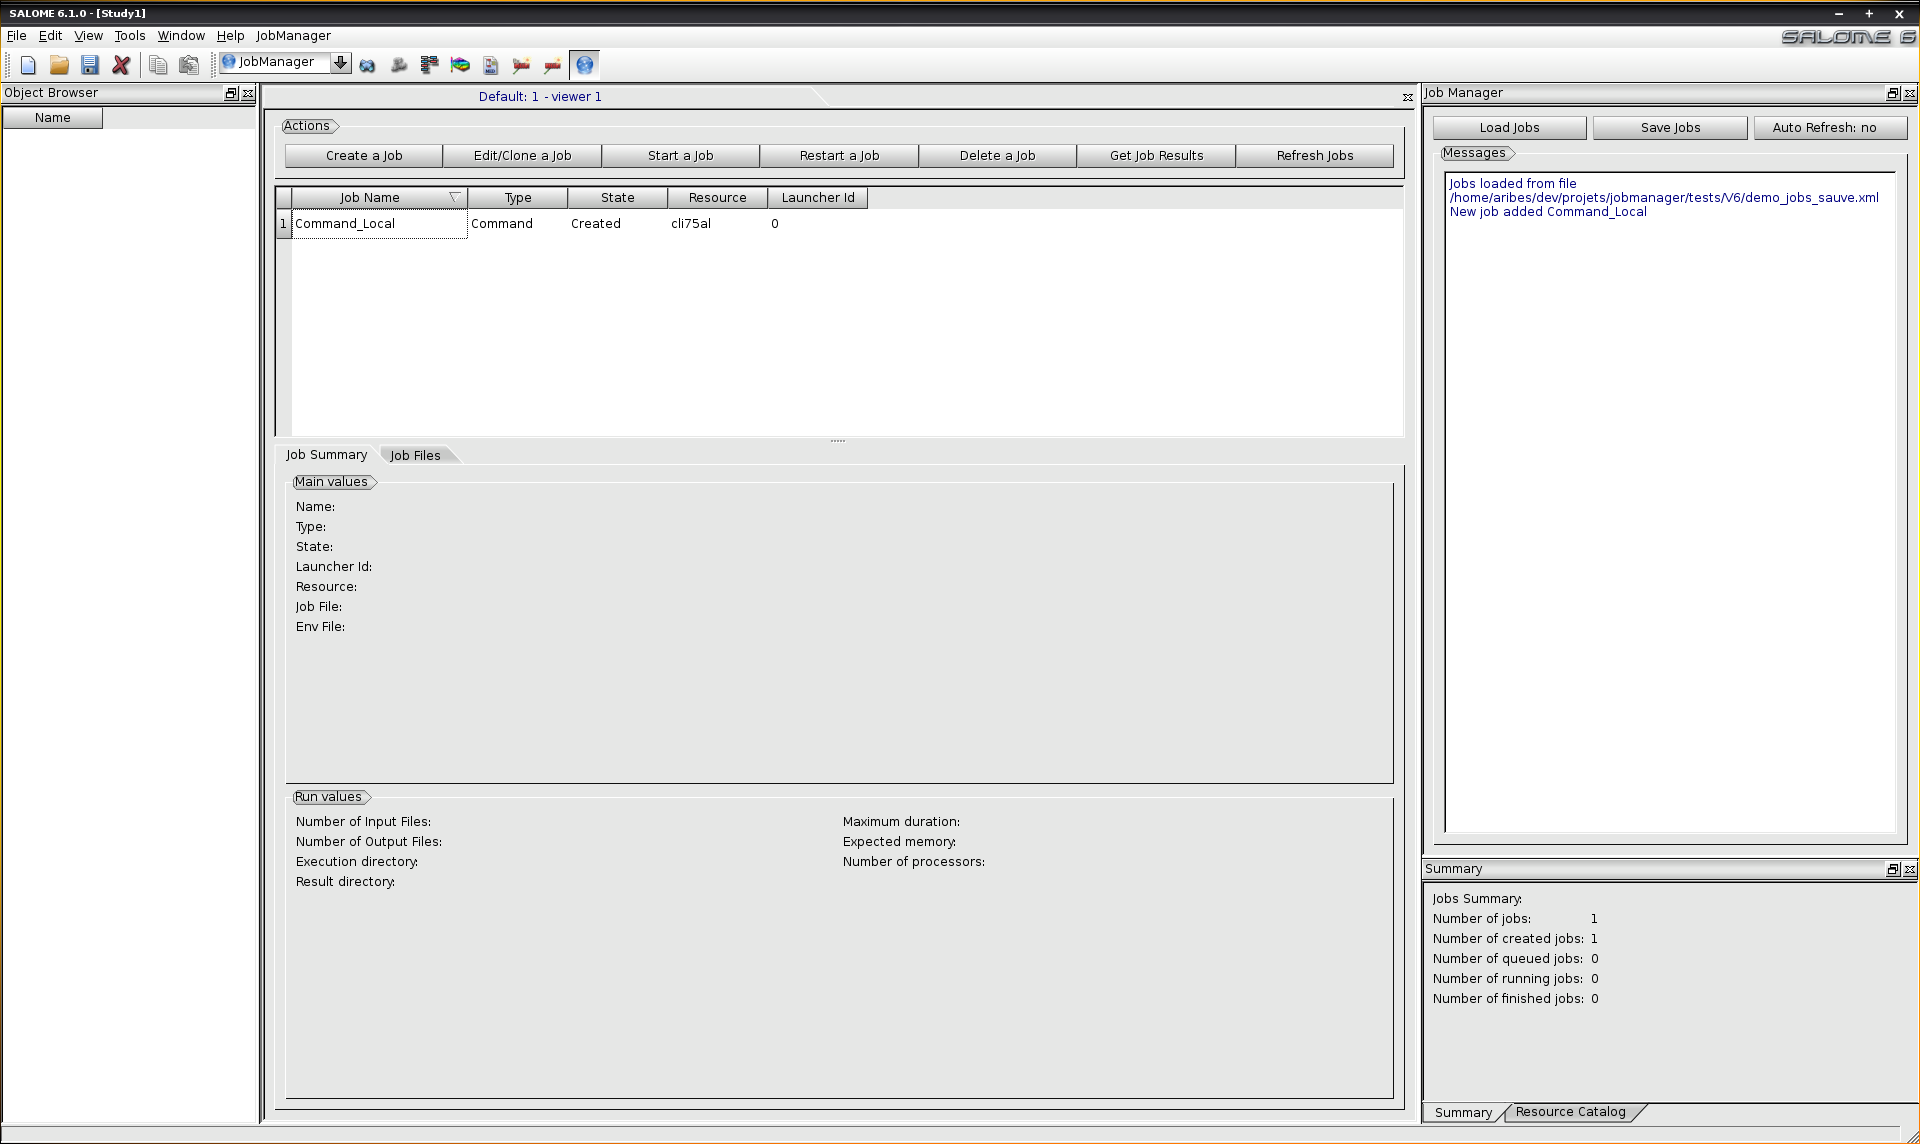 SALOME 6.1.0 - [Study1]
File Edit View Tools Window Help JobManager
SALOME 6
JobManager
Object Browser
Name
Default: 1 - viewer 1
Actions
Create a Job
Edit/Clone a Job
Start a Job
Restart a Job
Delete a Job
Get Job Results
Refresh Jobs
Job Name Type State Resource Launcher Id
1 Command_Local Command Created cli75al 0
Job Summary
Job Files
Main values
Name:
Type:
State:
Launcher Id:
Resource:
Job File:
Env File:
Run values
Number of Input Files:
Number of Output Files:
Execution directory:
Result directory:
Maximum duration:
Expected memory:
Number of processors:
Job Manager
Load Jobs
Save Jobs
Auto Refresh: no
Messages
Jobs loaded from file
/home/aribes/dev/projets/jobmanager/tests/V6/demo_jobs_sauve.xml
New job added Command_Local
Summary
Jobs Summary:
Number of jobs: 1
Number of created jobs: 1
Number of queued jobs: 0
Number of running jobs: 0
Number of finished jobs: 0
Summary
Resource Catalog